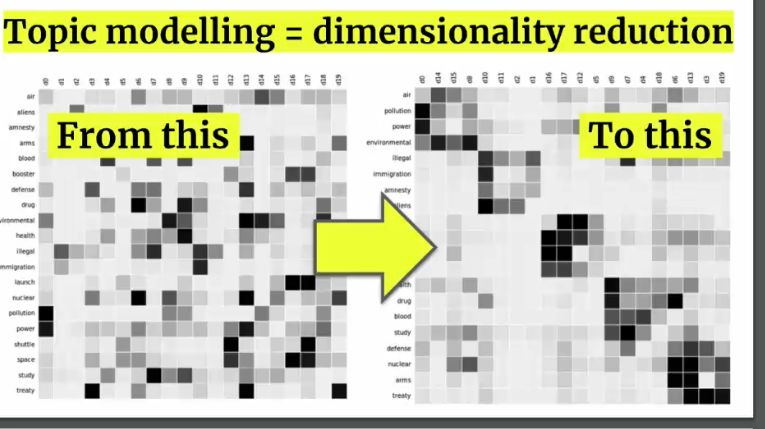 Topic modelling = dimensionality reduction
d0 d1 d2 d3 d4 d5 d6 d7 d8 d9 d10 d11 d12 d13 d14 d15 d16 d17 d18 d19
air
aliens
amnesty
arms
blood
booster
defense
drug
vironmental
health
illegal
mmigration
launch
nuclear
pollution
power
shuttle
space
study
treaty
From this
d0 d14 d15 d8 d10 d11 d2 d1 d16 d17 d12 d5 d9 d7 d4 d18 d6 d13 d3 d19
air
pollution
power
environmental
illegal
immigration
amnesty
aliens
alth
drug
blood
study
defense
nuclear
arms
treaty
To this